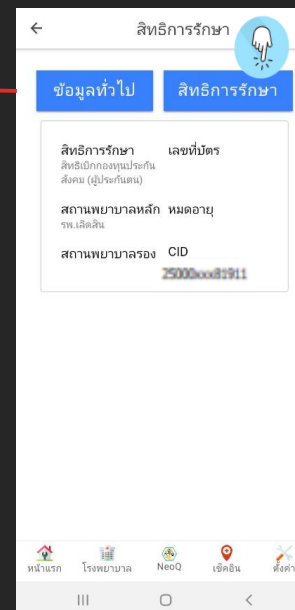 สิทธิการรักษา
ข้อมูลทั่วไป สิทธิการรักษา
สิทธิการรักษา เลขที่บัตร
สิทธิเบิกกองทุนประกัน
สังคม (ผู้ประกันตน)
สถานพยาบาลหลัก หมดอายุ
รพ.เลิดสิน
สถานพยาบาลรอง CID
25000xxx81911
หน้าแรก โรงพยาบาล NeoQ เช็คอิน ตั้งค่า